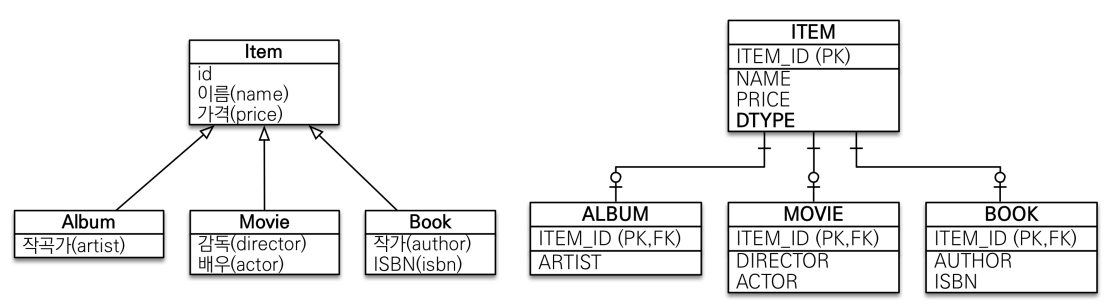 Item
id
이름(name)
가격(price)
Album
작곡가(artist)
Movie
감독(director)
배우(actor)
Book
작가(author)
ISBN(isbn)
ITEM
ITEM_ID (PK)
NAME
PRICE
DTYPE
ALBUM
ITEM_ID (PK,FK)
ARTIST
MOVIE
ITEM_ID (PK,FK)
DIRECTOR
ACTOR
BOOK
ITEM_ID (PK,FK)
AUTHOR
ISBN